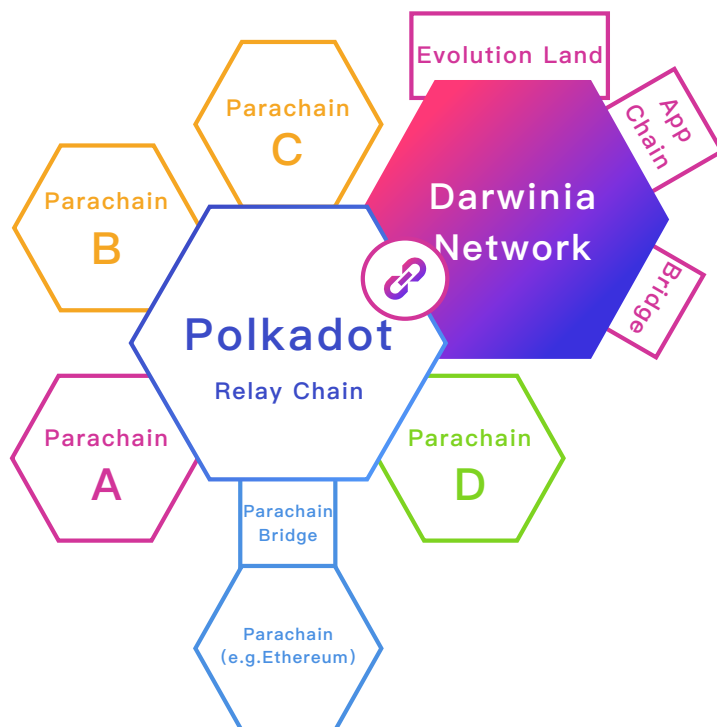 Evolution Land
App
Chain
Parachain
C
Darwinia
Network
Parachain
B
Bridge
Polkadot
Relay Chain
Parachain
A
Parachain
D
Parachain
Bridge
Parachain
(e.g.Ethereum)